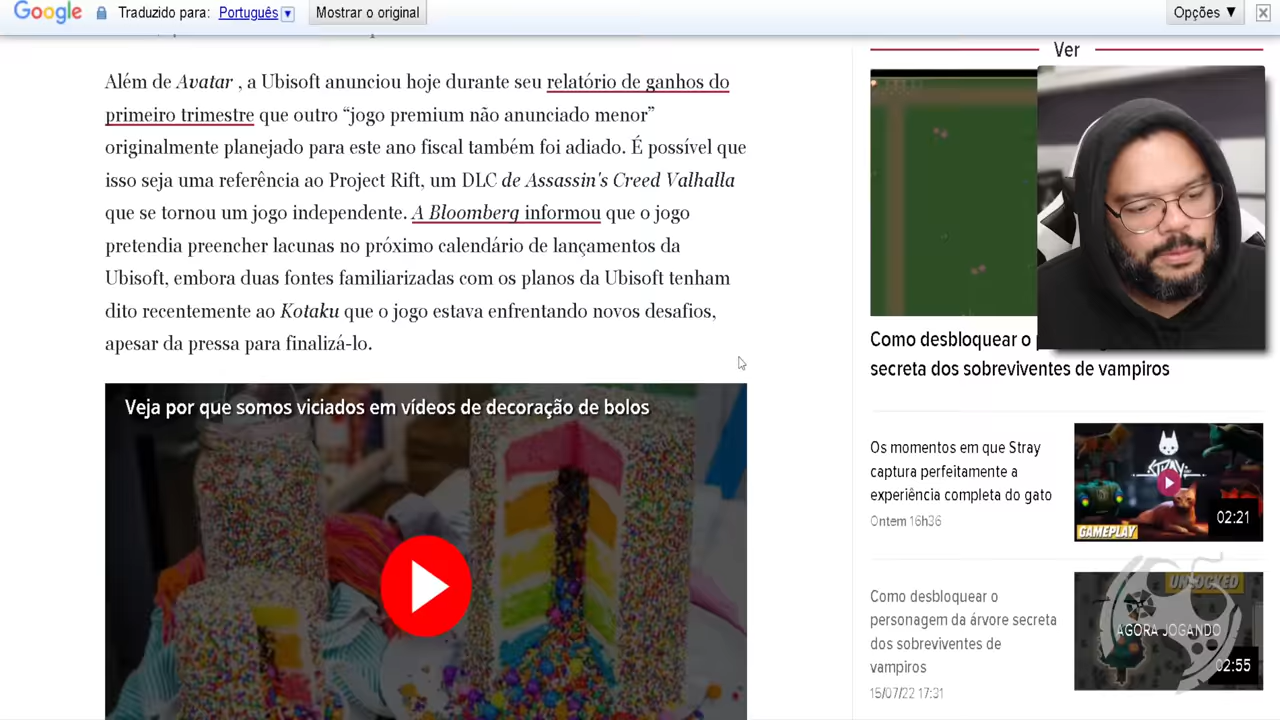 Google
Traduzido para: Português
Mostrar o original
Opções ▼
Além de Avatar , a Ubisoft anunciou hoje durante seu relatório de ganhos do
primeiro trimestre que outro “jogo premium não anunciado menor”
originalmente planejado para este ano fiscal também foi adiado. É possível que
isso seja uma referência ao Project Rift, um DLC de Assassin's Creed Valhalla
que se tornou um jogo independente. A Bloomberg informou que o jogo
pretendia preencher lacunas no próximo calendário de lançamentos da
Ubisoft, embora duas fontes familiarizadas com os planos da Ubisoft tenham
dito recentemente ao Kotaku que o jogo estava enfrentando novos desafios,
apesar da pressa para finalizá-lo.
Veja por que somos viciados em vídeos de decoração de bolos
Ver
Como desbloquear o
secreta dos sobreviventes de vampiros
Os momentos em que Stray
captura perfeitamente a
experiência completa do gato
Ontem 16h36
STRAY
GAMEPLAY
02:21
Como desbloquear o
personagem da árvore secreta
dos sobreviventes de
vampiros
15/07/22 17:31
UNLOCKED
AGORA JOGANDO
02:55